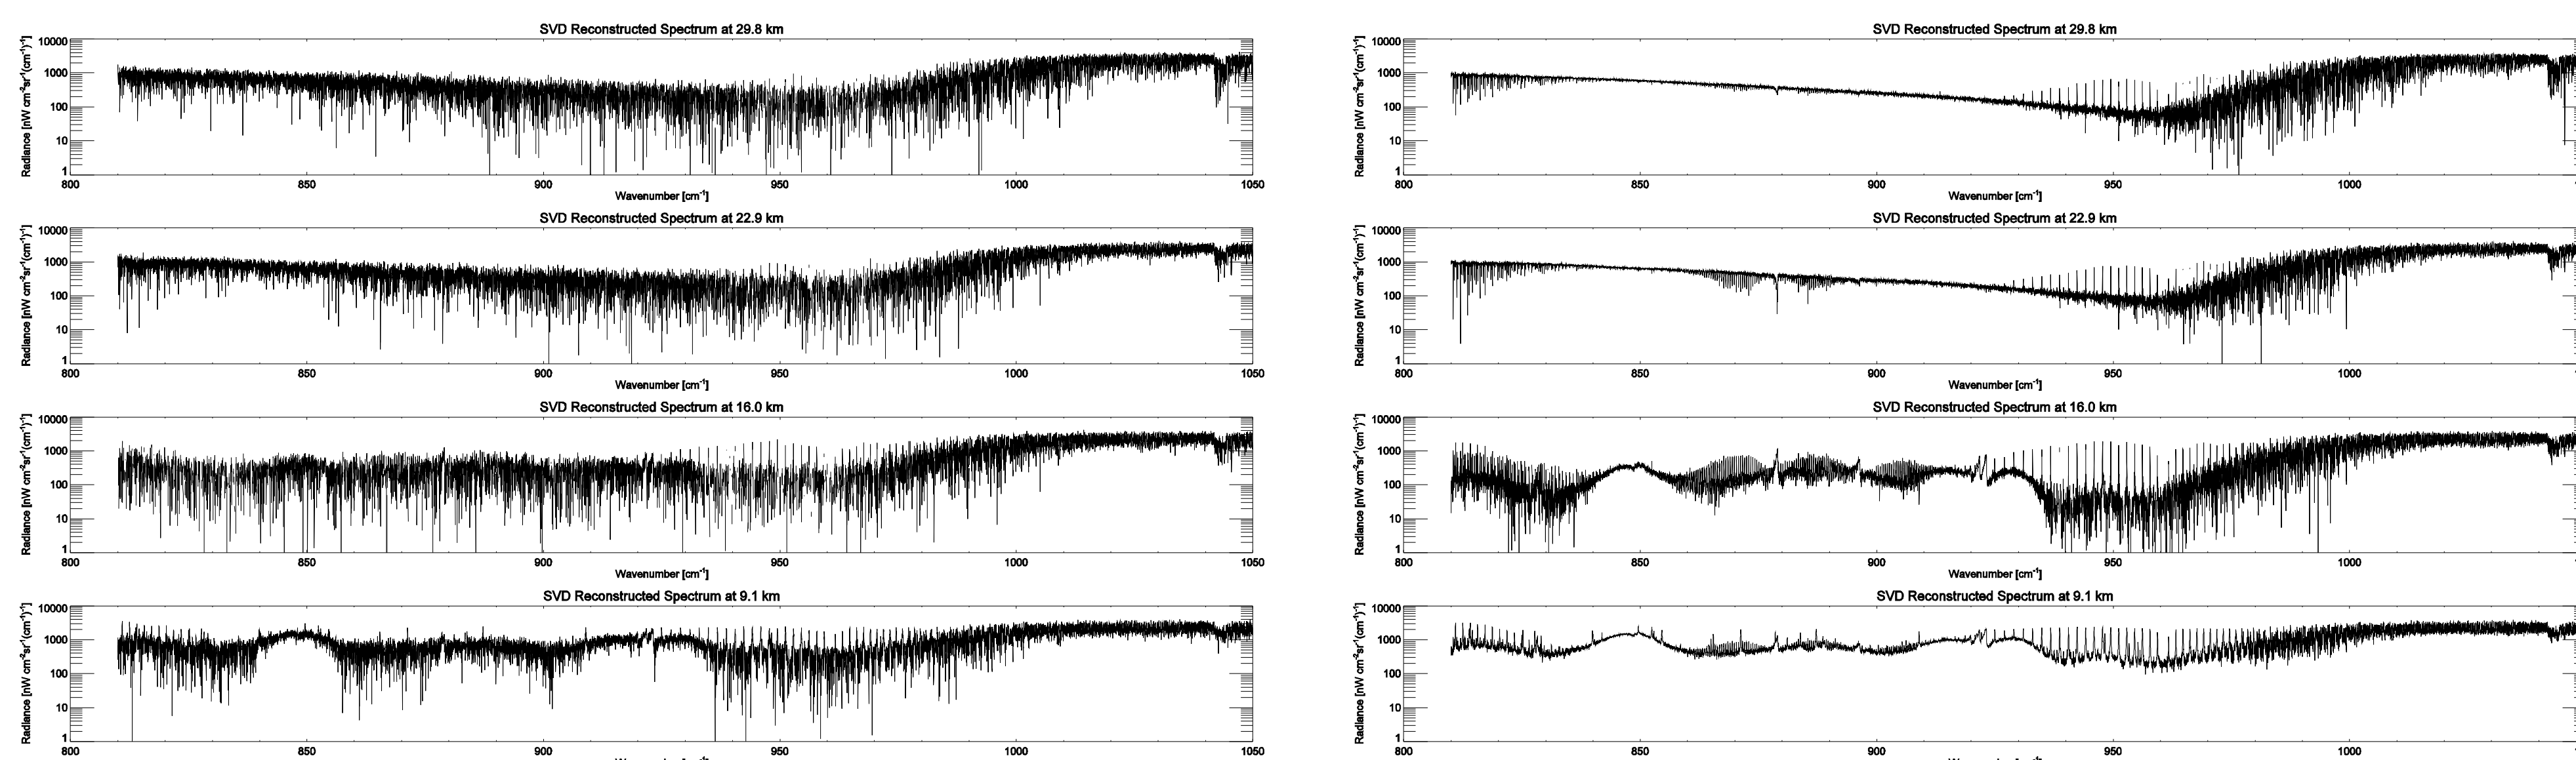 SVD Reconstructed Spectrum at 29.8 km
Radiance [nW cm⁻²sr⁻¹(cm⁻¹)⁻¹]
10000
1000
100
10
1
800 850 900 950 1000 1050
Wavenumber [cm⁻¹]
SVD Reconstructed Spectrum at 22.9 km
Radiance [nW cm⁻²sr⁻¹(cm⁻¹)⁻¹]
10000
1000
100
10
1
800 850 900 950 1000 1050
Wavenumber [cm⁻¹]
SVD Reconstructed Spectrum at 16.0 km
Radiance [nW cm⁻²sr⁻¹(cm⁻¹)⁻¹]
10000
1000
100
10
1
800 850 900 950 1000 1050
Wavenumber [cm⁻¹]
SVD Reconstructed Spectrum at 9.1 km
Radiance [nW cm⁻²sr⁻¹(cm⁻¹)⁻¹]
10000
1000
100
10
1
800 850 900 950 1000 1050
SVD Reconstructed Spectrum at 29.8 km
Radiance [nW cm⁻²sr⁻¹(cm⁻¹)⁻¹]
10000
1000
100
10
1
800 850 900 950 1000
Wavenumber [cm⁻¹]
SVD Reconstructed Spectrum at 22.9 km
Radiance [nW cm⁻²sr⁻¹(cm⁻¹)⁻¹]
10000
1000
100
10
1
800 850 900 950 1000
Wavenumber [cm⁻¹]
SVD Reconstructed Spectrum at 16.0 km
Radiance [nW cm⁻²sr⁻¹(cm⁻¹)⁻¹]
10000
1000
100
10
1
800 850 900 950 1000
Wavenumber [cm⁻¹]
SVD Reconstructed Spectrum at 9.1 km
Radiance [nW cm⁻²sr⁻¹(cm⁻¹)⁻¹]
10000
1000
100
10
1
800 850 900 950 1000